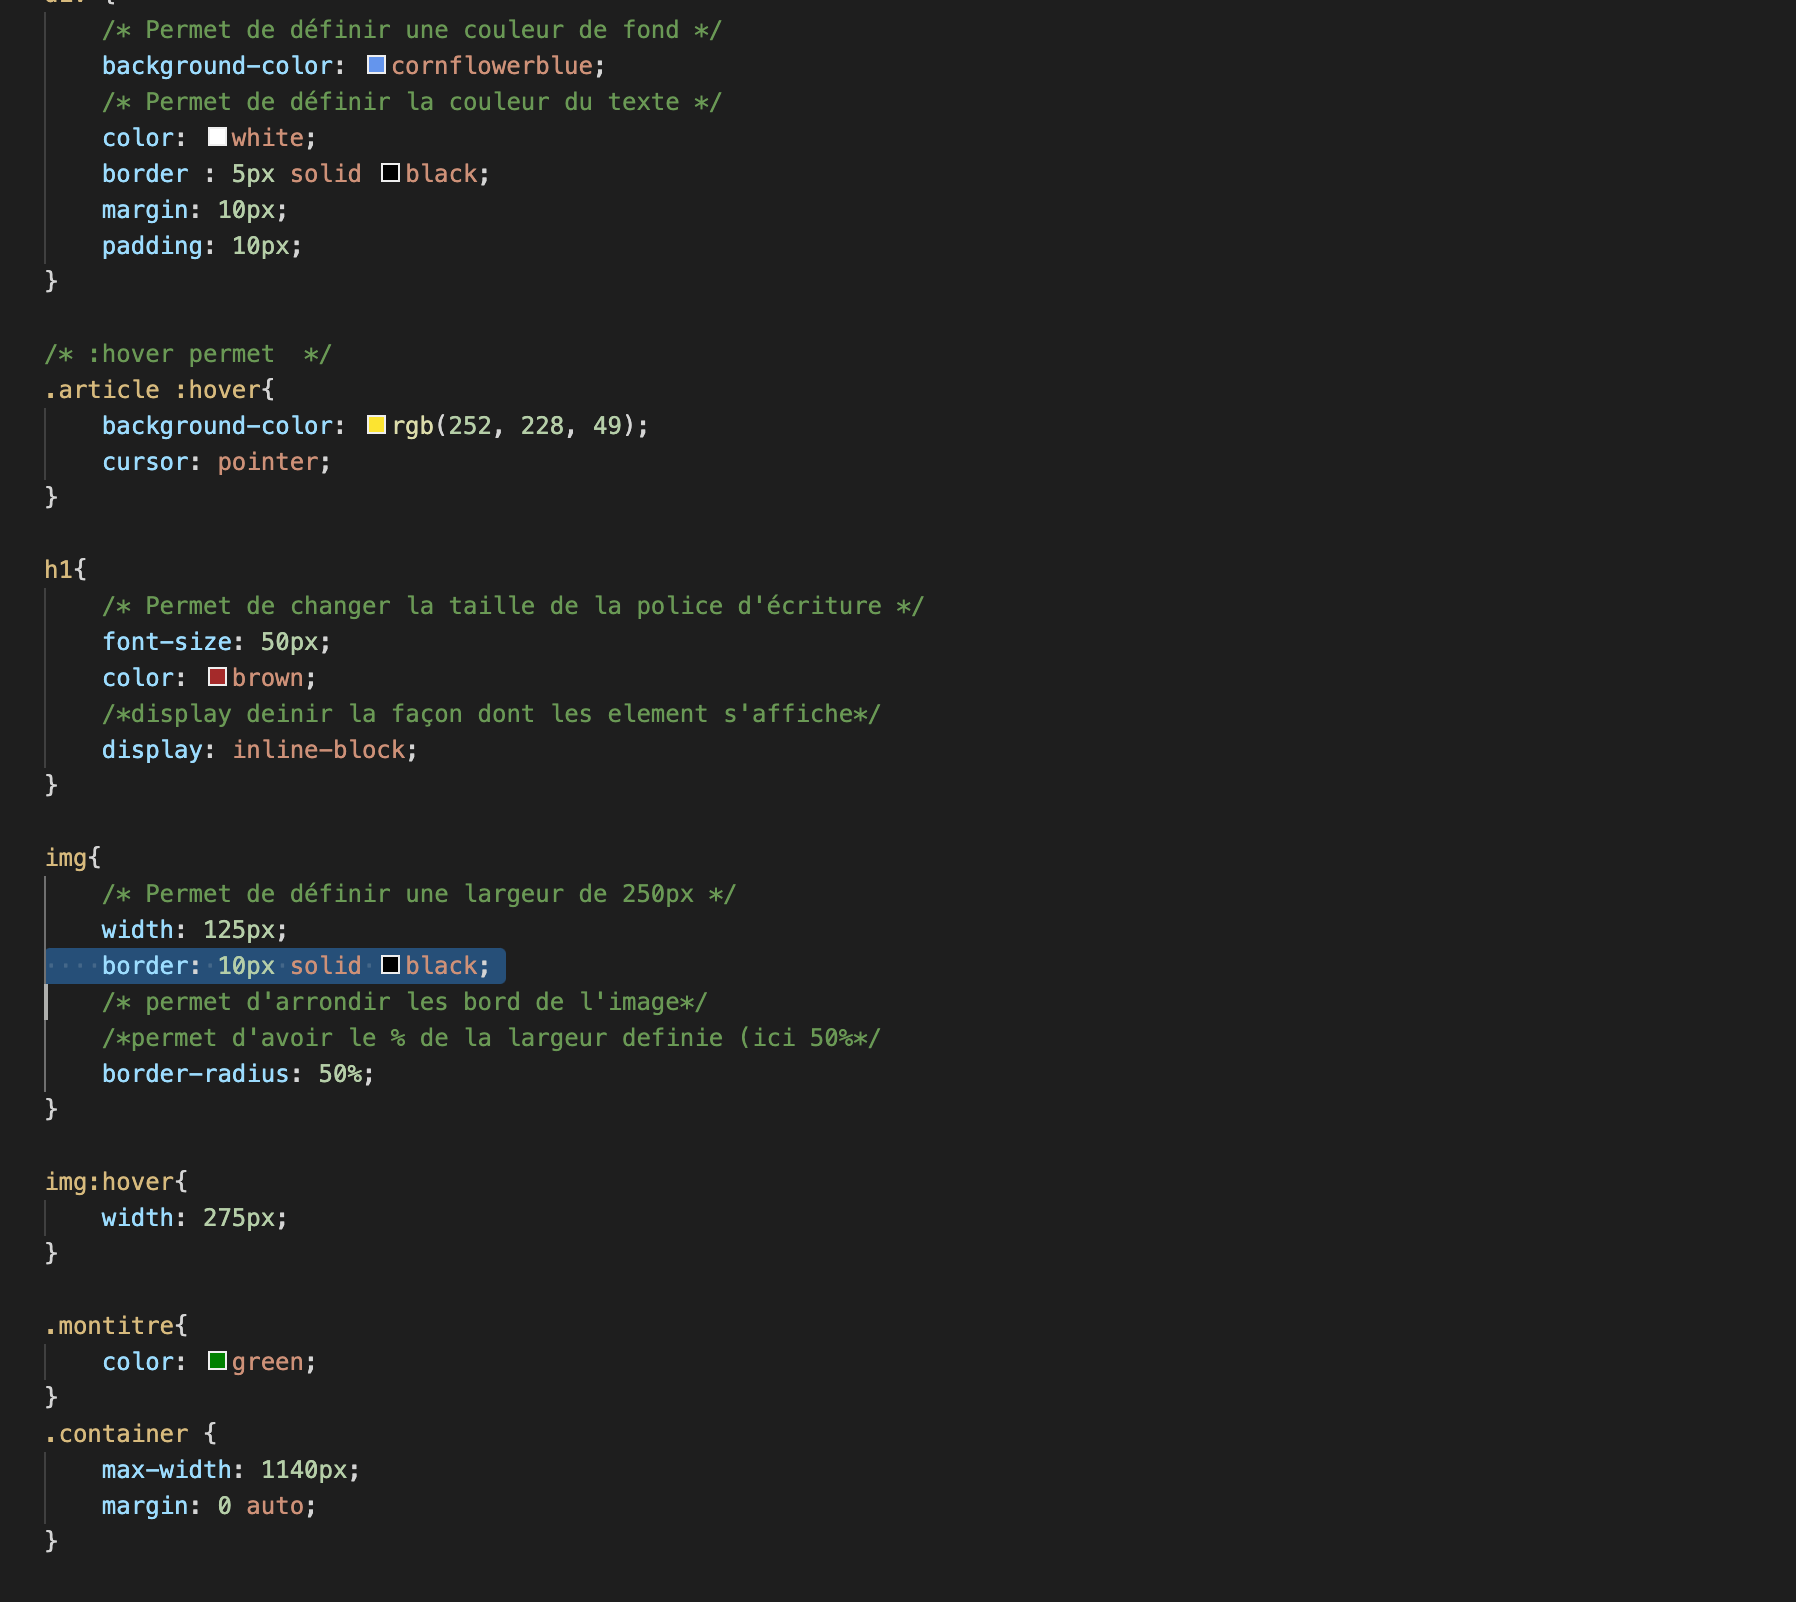 /* Permet de définir une couleur de fond */
background-color: cornflowerblue;
/* Permet de définir la couleur du texte */
color: white;
border : 5px solid black;
margin: 10px;
padding: 10px;
}
/* :hover permet  */
.article :hover{
background-color: rgb(252, 228, 49);
cursor: pointer;
}
h1{
/* Permet de changer la taille de la police d'écriture */
font-size: 50px;
color: brown;
/*display deinir la façon dont les element s'affiche*/
display: inline-block;
}
img{
/* Permet de définir une largeur de 250px */
width: 125px;
border: 10px solid black;
/* permet d'arrondir les bord de l'image*/
/*permet d'avoir le % de la largeur definie (ici 50%*/
border-radius: 50%;
}
img:hover{
width: 275px;
}
.montitre{
color: green;
}
.container {
max-width: 1140px;
margin: 0 auto;
}